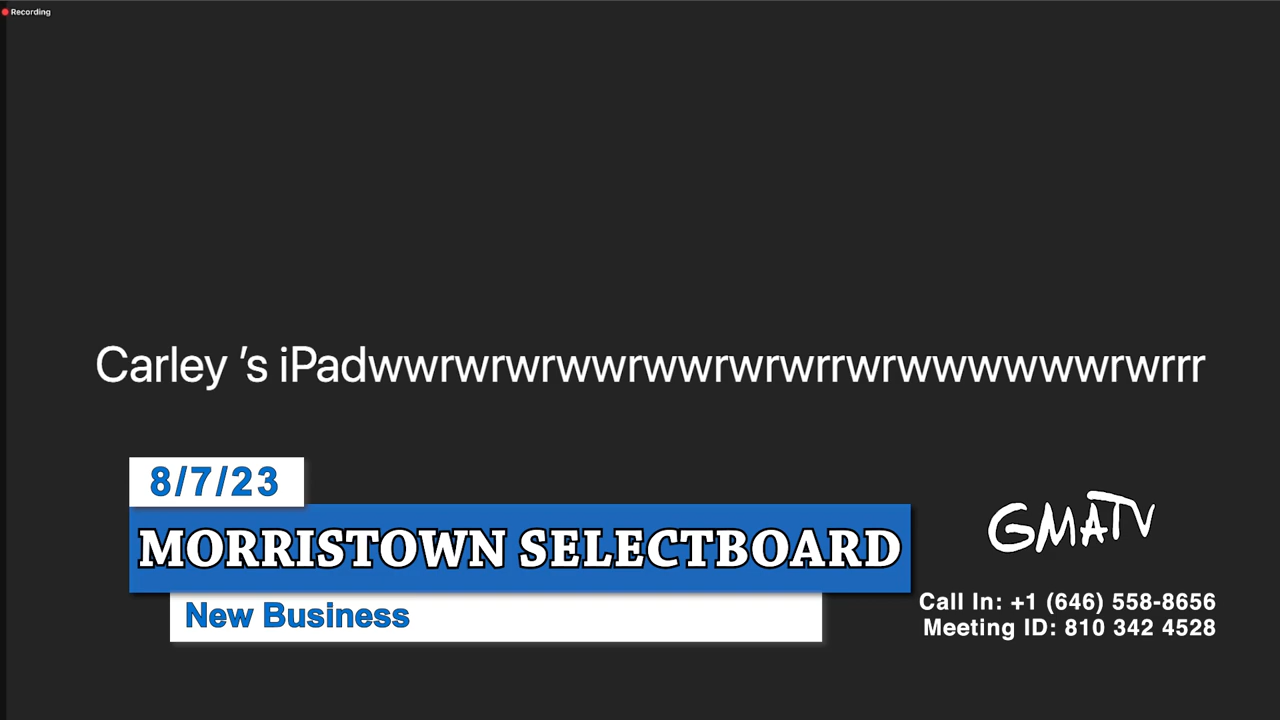 Recording
Carley 's iPadwwrwrwrwwrwwrwrwrrwrwwwwwwrwrrr
8/7/23
MORRISTOWN SELECTBOARD
New Business
GMATV
Call In: +1 (646) 558-8656
Meeting ID: 810 342 4528